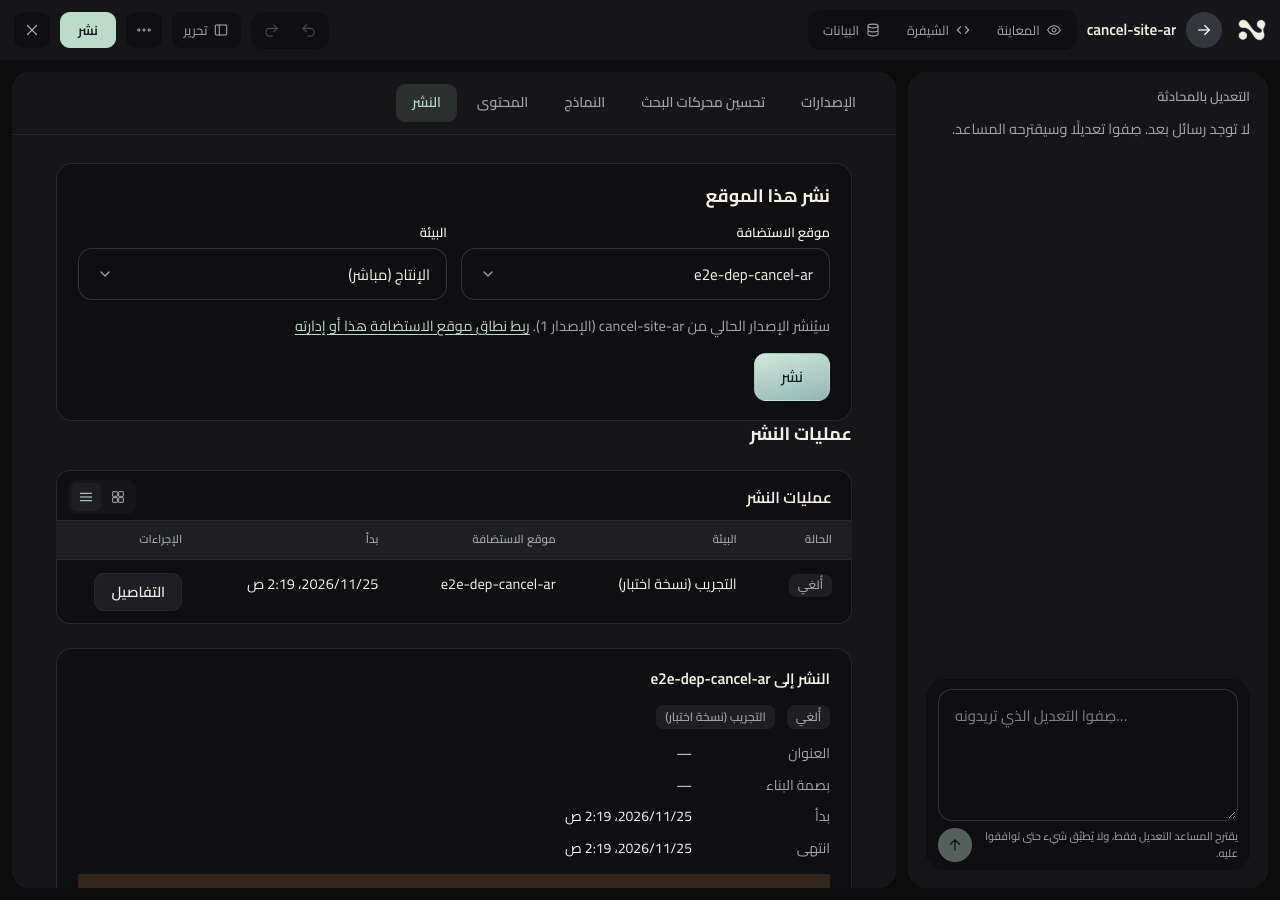 cancel-site-ar
المعاينة
الشيفرة
البيانات
تحرير
نشر
التعديل بالمحادثة
لا توجد رسائل بعد. صِفوا تعديلًا وسيقترحه المساعد.
صِفوا التعديل الذي تريدونه...
يقترح المساعد التعديل فقط، ولا يُطبَّق شيء حتى توافقوا
عليه.
الإصدارات
تحسين محركات البحث
النماذج
المحتوى
النشر
نشر هذا الموقع
موقع الاستضافة
البيئة
e2e-dep-cancel-ar
الإنتاج (مباشر)
سيُنشر الإصدار الحالي من cancel-site-ar (الإصدار 1). ربط نطاق موقع الاستضافة هذا أو إدارته
نشر
عمليات النشر
عمليات النشر
الحالة
البيئة
موقع الاستضافة
بدأ
الإجراءات
أُلغي
التجريب (نسخة اختبار)
e2e-dep-cancel-ar
2026/11/25، 2:19 ص
التفاصيل
النشر إلى e2e-dep-cancel-ar
أُلغي
التجريب (نسخة اختبار)
العنوان
—
بصمة البناء
—
بدأ
2026/11/25، 2:19 ص
انتهى
2026/11/25، 2:19 ص